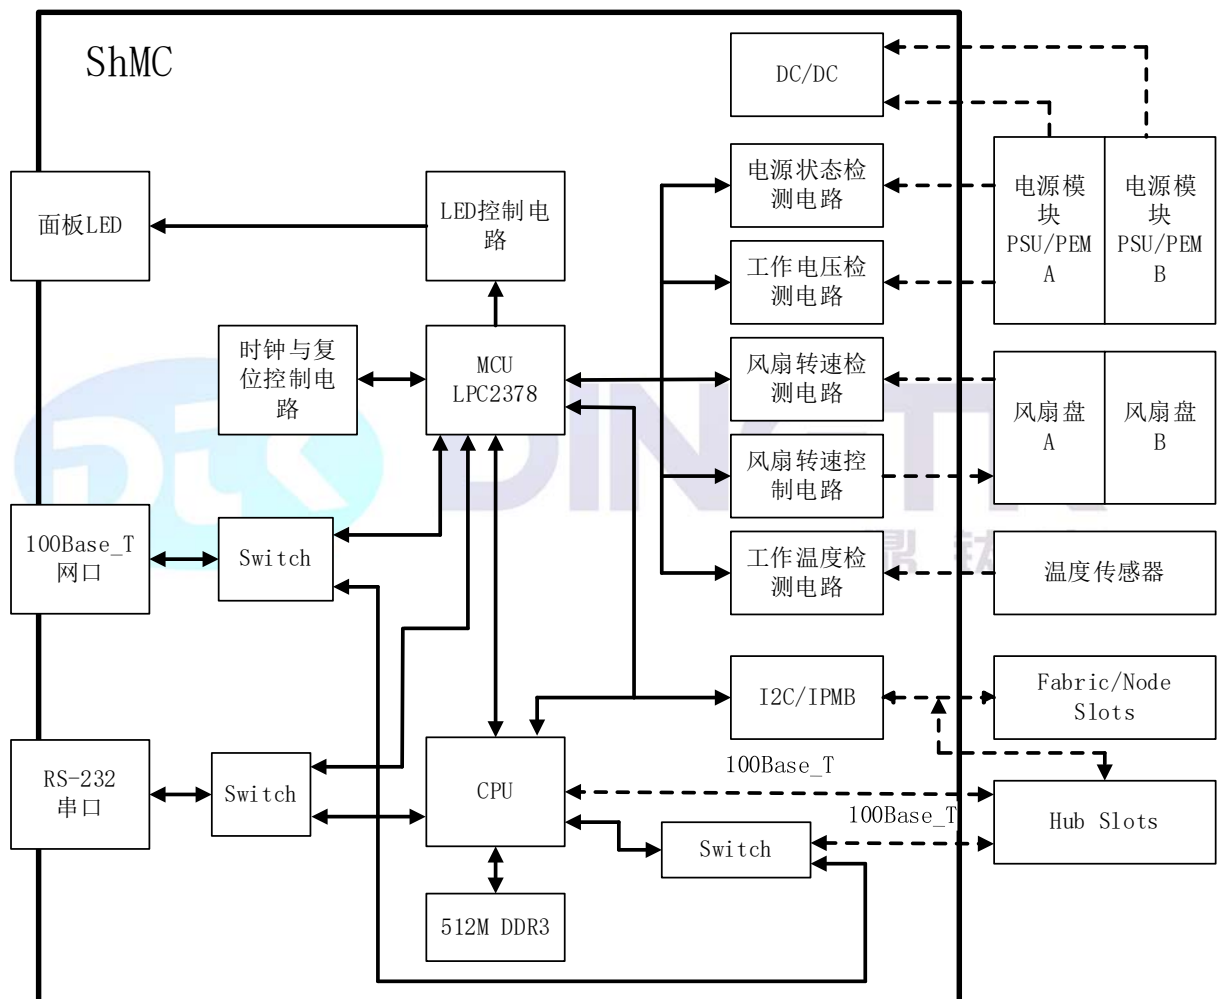 ShMC
DC/DC
面板LED
LED控制电
路
电源状态检
测电路
电源模
块
PSU/PEM
A
电源模
块
PSU/PEM
B
工作电压检
测电路
时钟与复
位控制电
路
MCU
LPC2378
风扇转速检
测电路
风扇盘
A
风扇盘
B
风扇转速控
制电路
100Base_T
网口
Switch
工作温度检
测电路
温度传感器
I2C/IPMB
Fabric/Node
Slots
RS-232
串口
Switch
CPU
100Base_T
100Base_T
Hub Slots
Switch
512M DDR3